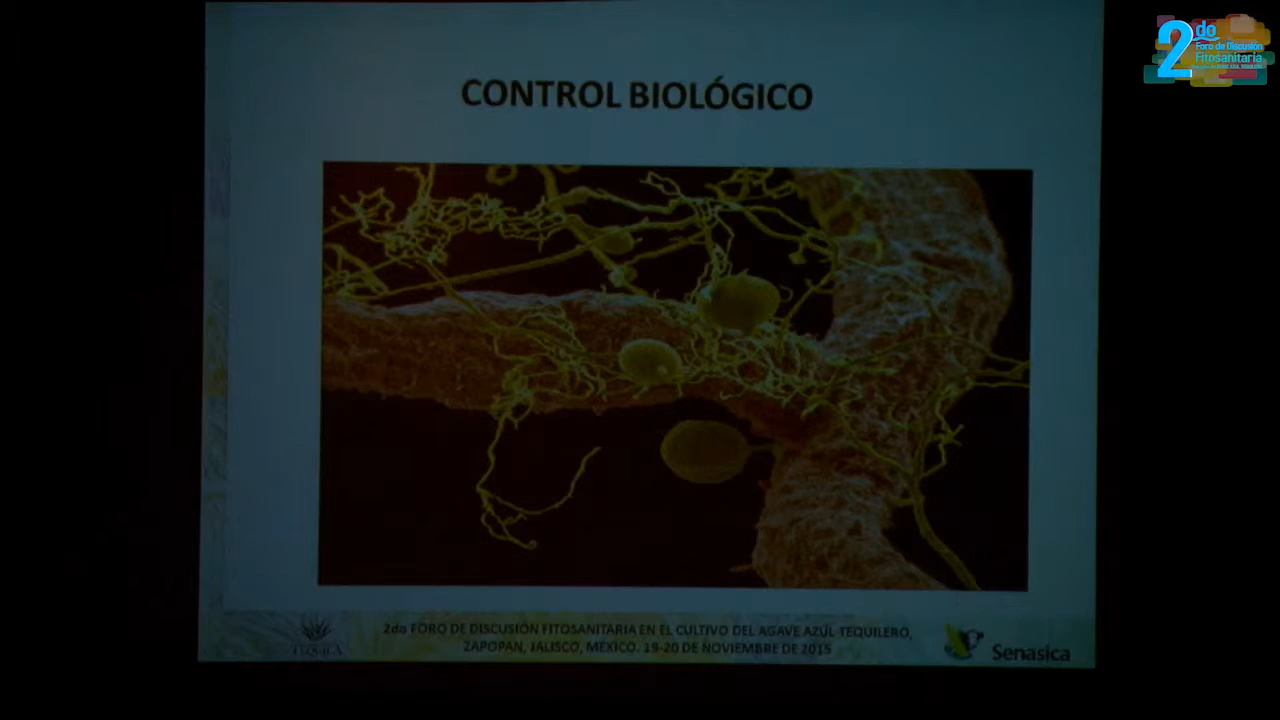 2do
Foro de Discusión
Fitosanitaria
CONTROL BIOLÓGICO
2do FORO DE DISCUSIÓN FITOSANITARIA EN EL CULTIVO DEL AGAVE AZUL TEQUILERO,
ZAPOPAN, JALISCO, MÉXICO. 19-20 DE NOVIEMBRE DE 2015
TEQUILA
Senasica